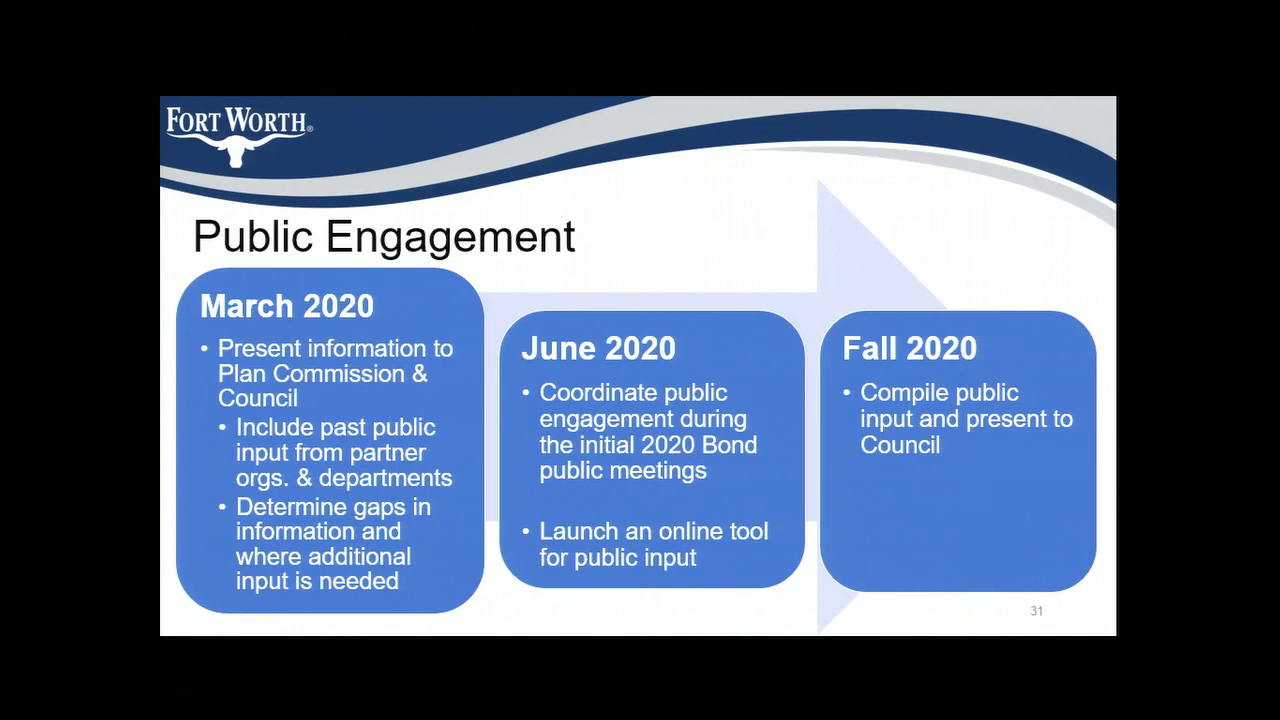 FORT WORTH®
Public Engagement
March 2020
• Present information to
Plan Commission &
Council
• Include past public
input from partner
orgs. & departments
• Determine gaps in
information and
where additional
input is needed
June 2020
• Coordinate public
engagement during
the initial 2020 Bond
public meetings
• Launch an online tool
for public input
Fall 2020
• Compile public
input and present to
Council
31